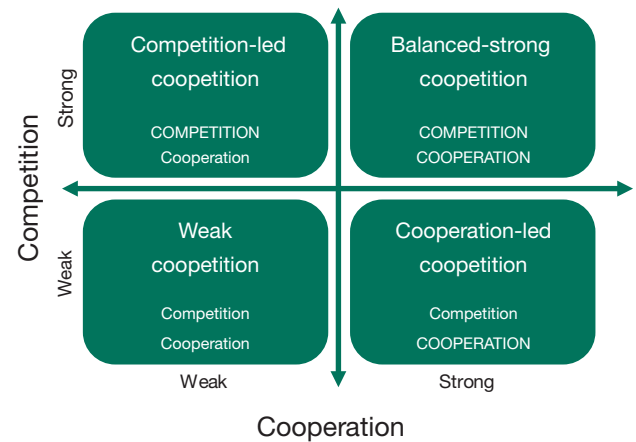 Competition-led
coopetition
COMPETITION
Cooperation
Balanced-strong
coopetition
COMPETITION
COOPERATION
Strong
Competition
Weak
Weak
coopetition
Competition
Cooperation
Cooperation-led
coopetition
Competition
COOPERATION
Weak
Strong
Cooperation